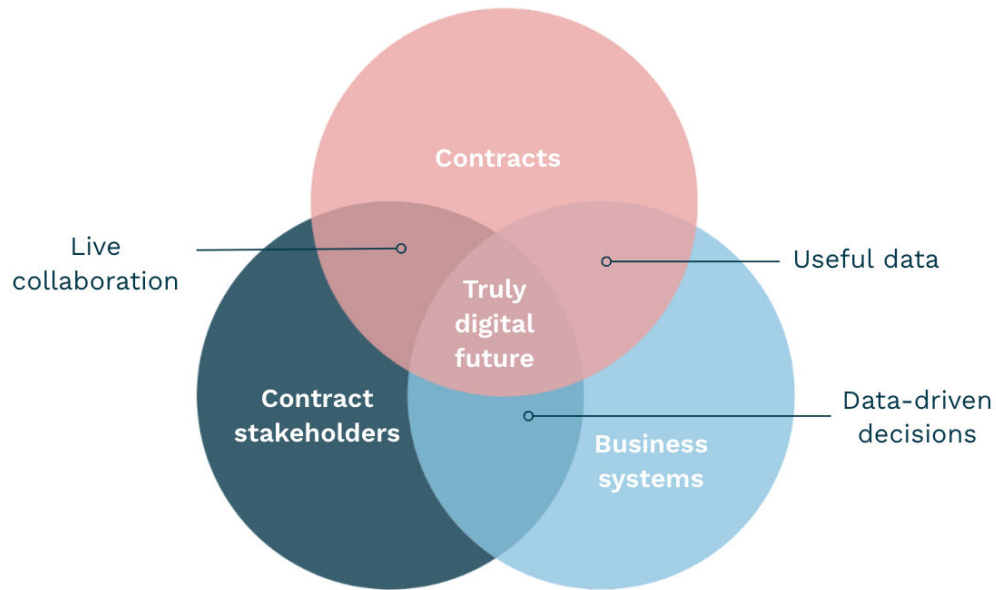 Contracts
Live
collaboration
Useful data
Truly
digital
future
Contract
stakeholders
Data-driven
decisions
Business
systems